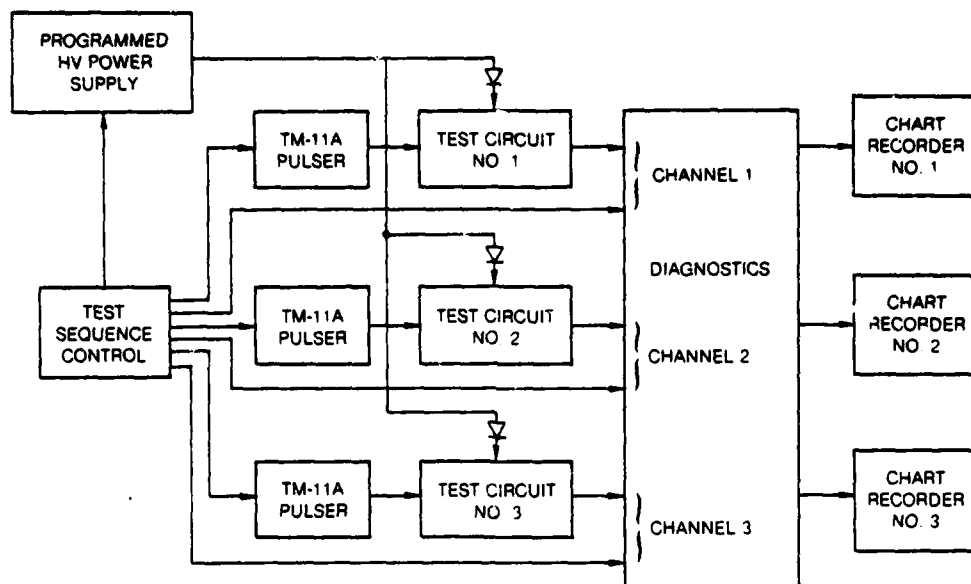 PROGRAMMED
HV POWER
SUPPLY
TM-11A
PULSER
TEST CIRCUIT
NO. 1
CHANNEL 1
CHART
RECORDER
NO. 1
DIAGNOSTICS
TEST
SEQUENCE
CONTROL
TM-11A
PULSER
TEST CIRCUIT
NO. 2
CHANNEL 2
CHART
RECORDER
NO. 2
TM-11A
PULSER
TEST CIRCUIT
NO. 3
CHANNEL 3
CHART
RECORDER
NO. 3